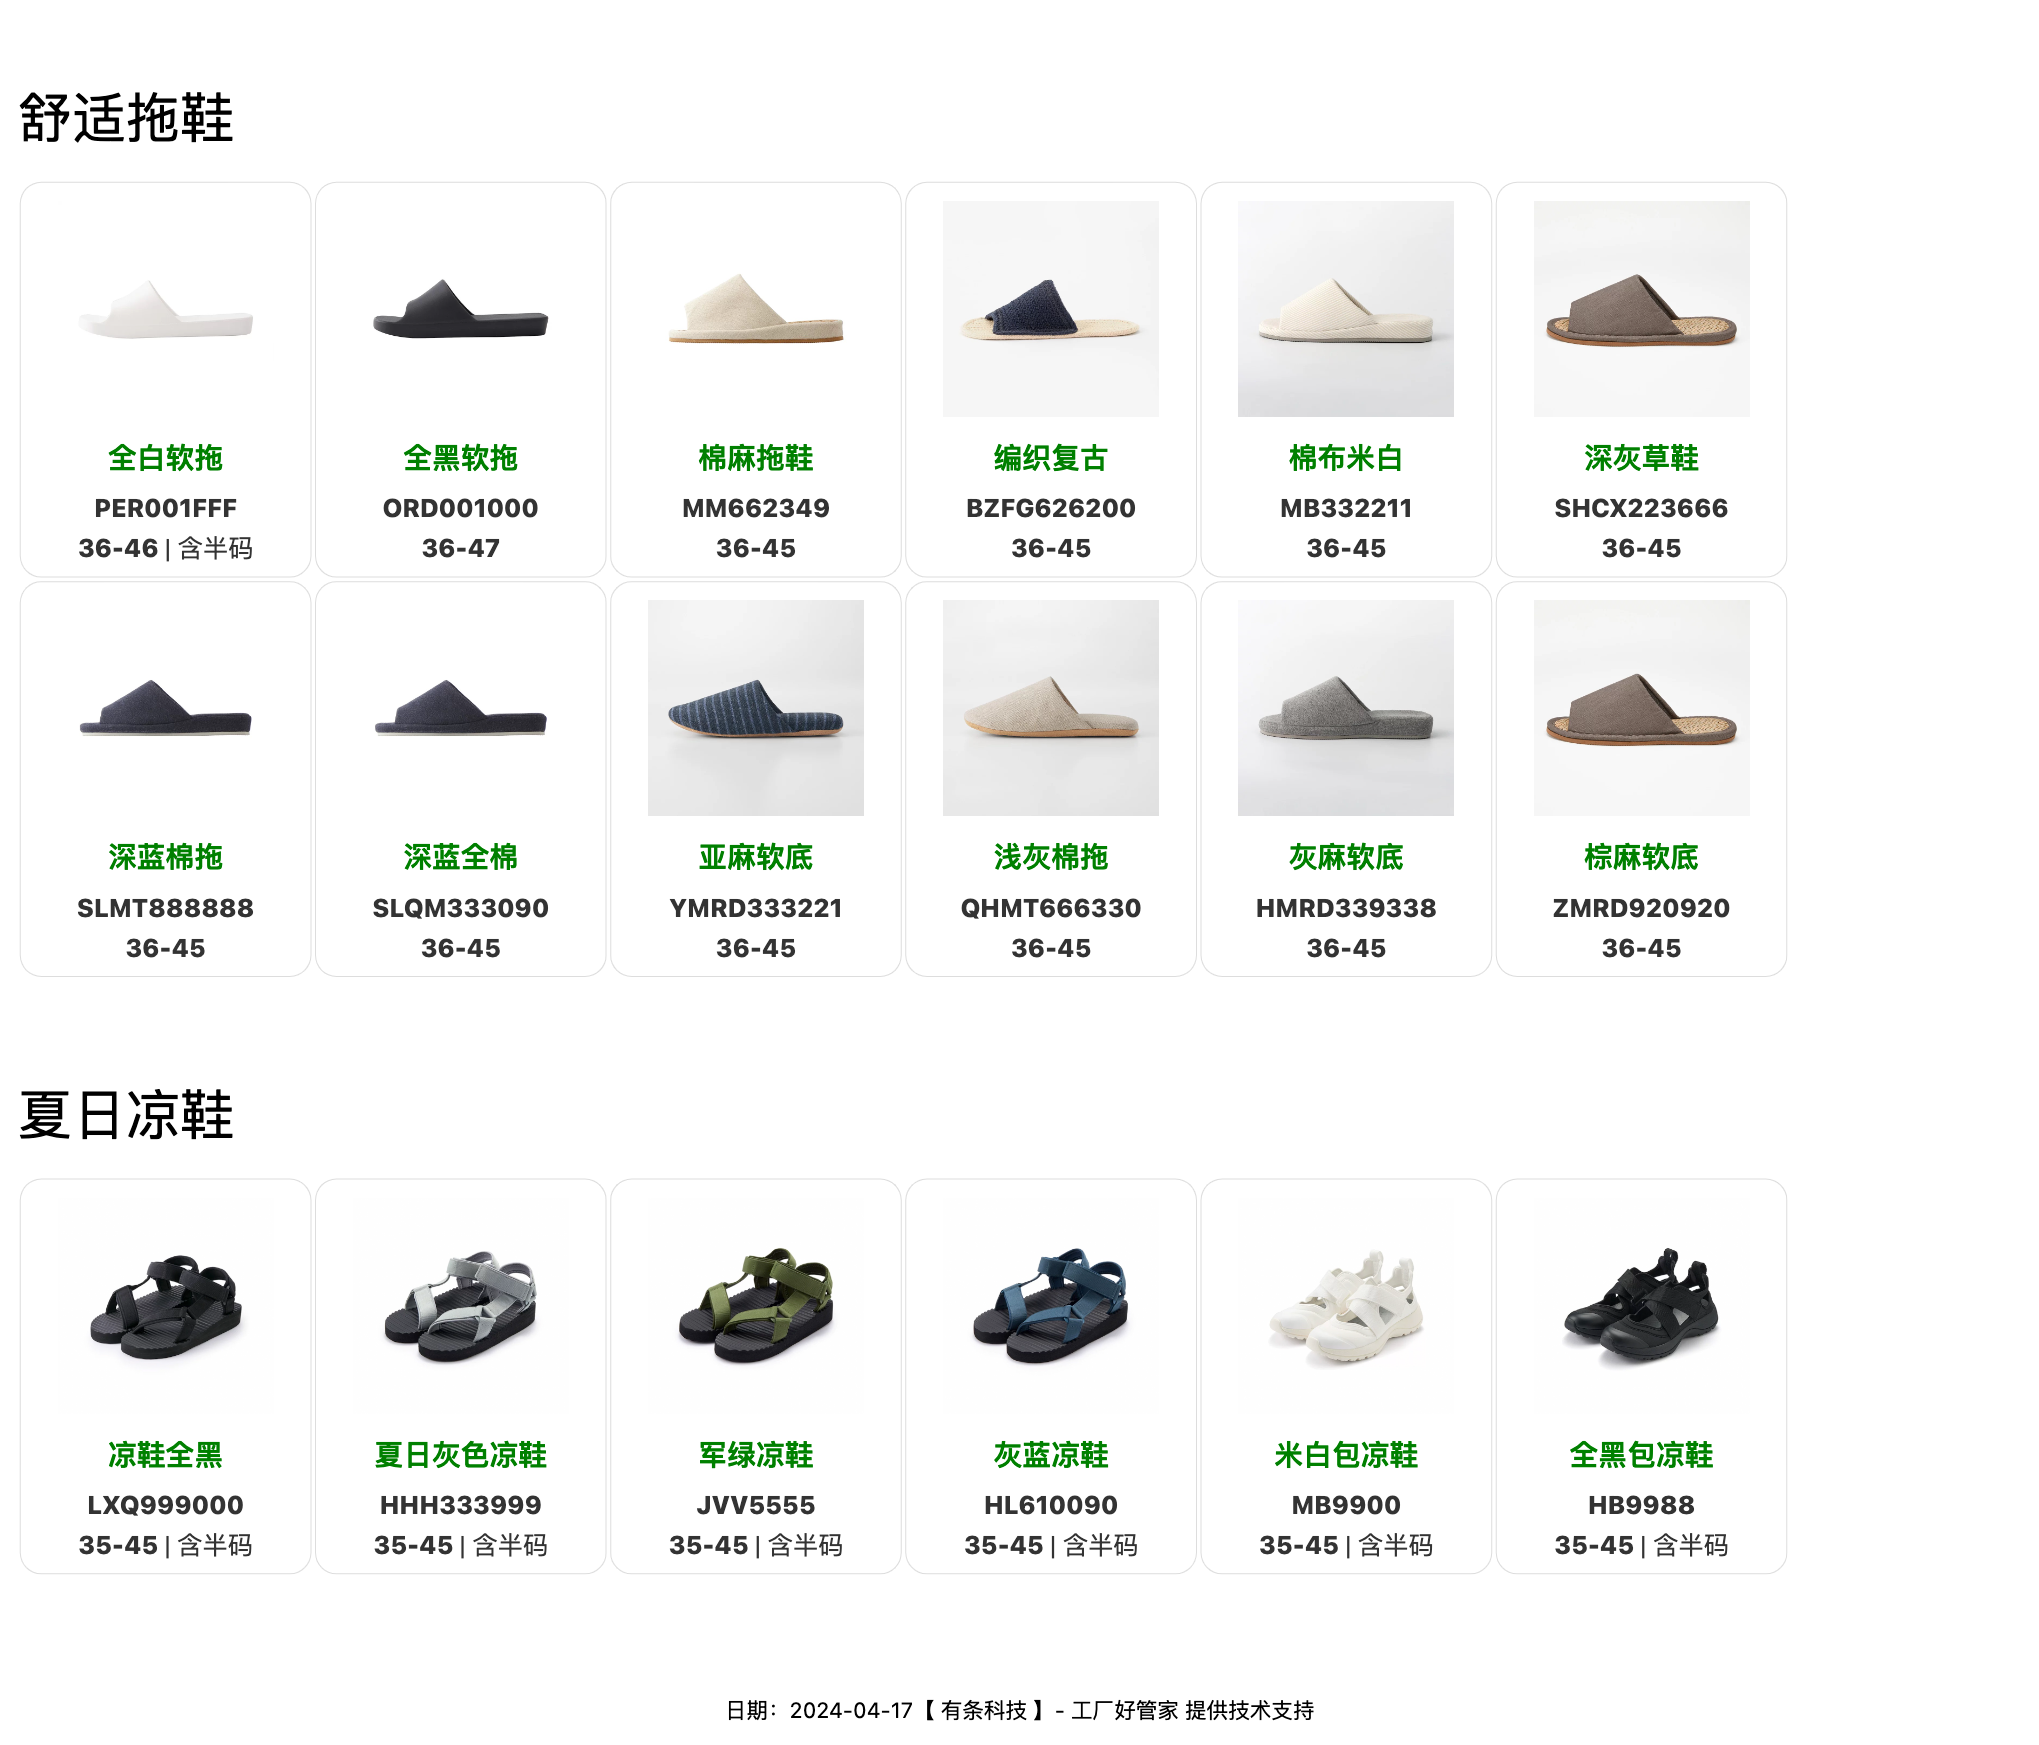 舒适拖鞋
全白软拖
PER001FFF
36-46 | 含半码
全黑软拖
ORD001000
36-47
棉麻拖鞋
MM662349
36-45
编织复古
BZFG626200
36-45
棉布米白
MB332211
36-45
深灰草鞋
SHCX223666
36-45
深蓝棉拖
SLMT888888
36-45
深蓝全棉
SLQM333090
36-45
亚麻软底
YMRD333221
36-45
浅灰棉拖
QHMT666330
36-45
灰麻软底
HMRD339338
36-45
棕麻软底
ZMRD920920
36-45
夏日凉鞋
凉鞋全黑
LXQ999000
35-45 | 含半码
夏日灰色凉鞋
HHH333999
35-45 | 含半码
军绿凉鞋
JVV5555
35-45 | 含半码
灰蓝凉鞋
HL610090
35-45 | 含半码
米白包凉鞋
MB9900
35-45 | 含半码
全黑包凉鞋
HB9988
35-45 | 含半码
日期：2024-04-17【 有条科技 】- 工厂好管家 提供技术支持